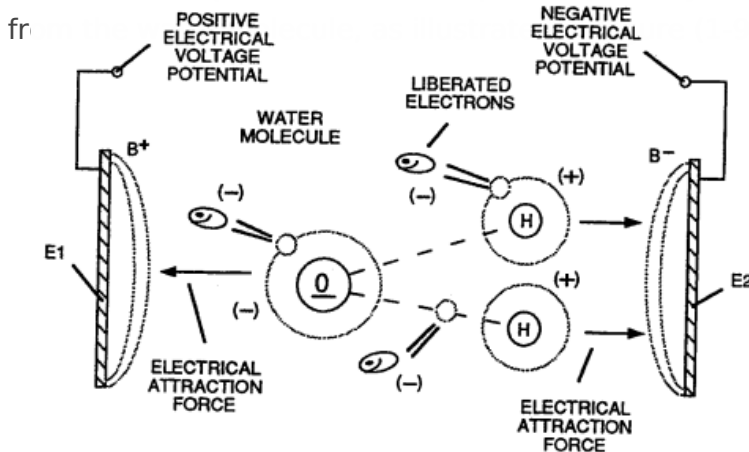 POSITIVE
ELECTRICAL
VOLTAGE
POTENTIAL
NEGATIVE
ELECTRICAL
VOLTAGE
POTENTIAL
LIBERATED
ELECTRONS
WATER
MOLECULE
B+
B−
(−)
(−)
(+)
H
E1
O
(−)
(+)
E2
H
(−)
ELECTRICAL
ATTRACTION
FORCE
ELECTRICAL
ATTRACTION
FORCE